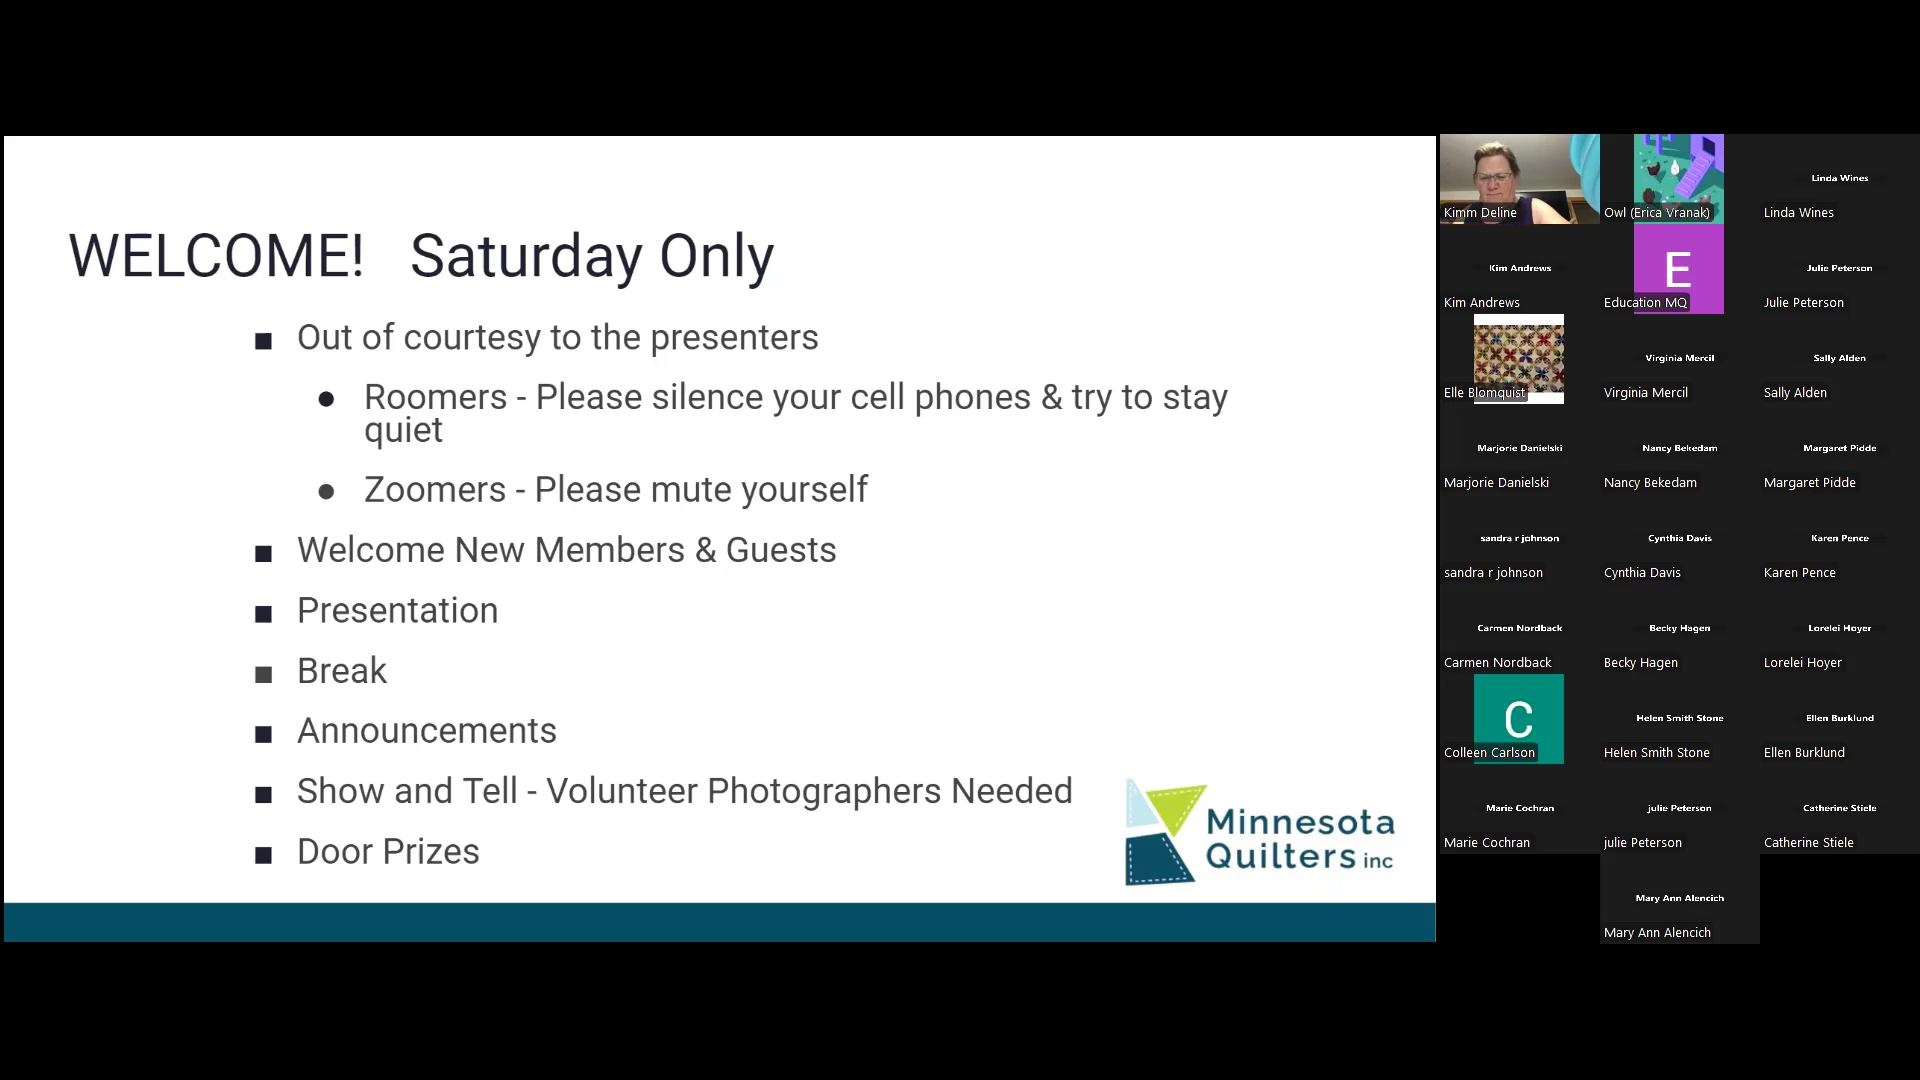 WELCOME! Saturday Only
■ Out of courtesy to the presenters
● Roomers - Please silence your cell phones & try to stay
quiet
● Zoomers - Please mute yourself
■ Welcome New Members & Guests
■ Presentation
■ Break
■ Announcements
■ Show and Tell - Volunteer Photographers Needed
■ Door Prizes
Minnesota
Quilters inc
Kimm Deline
Owl (Erica Vranak)
Linda Wines
Linda Wines
Kim Andrews
Kim Andrews
E
Education MQ
Julie Peterson
Julie Peterson
Elle Blomquist
Virginia Mercil
Virginia Mercil
Sally Alden
Sally Alden
Marjorie Danielski
Marjorie Danielski
Nancy Bekedam
Nancy Bekedam
Margaret Pidde
Margaret Pidde
sandra r johnson
sandra r johnson
Cynthia Davis
Cynthia Davis
Karen Pence
Karen Pence
Carmen Nordback
Carmen Nordback
Becky Hagen
Becky Hagen
Lorelei Hoyer
Lorelei Hoyer
C
Colleen Carlson
Helen Smith Stone
Helen Smith Stone
Ellen Burklund
Ellen Burklund
Marie Cochran
Marie Cochran
julie Peterson
julie Peterson
Catherine Stiele
Catherine Stiele
Mary Ann Alencich
Mary Ann Alencich